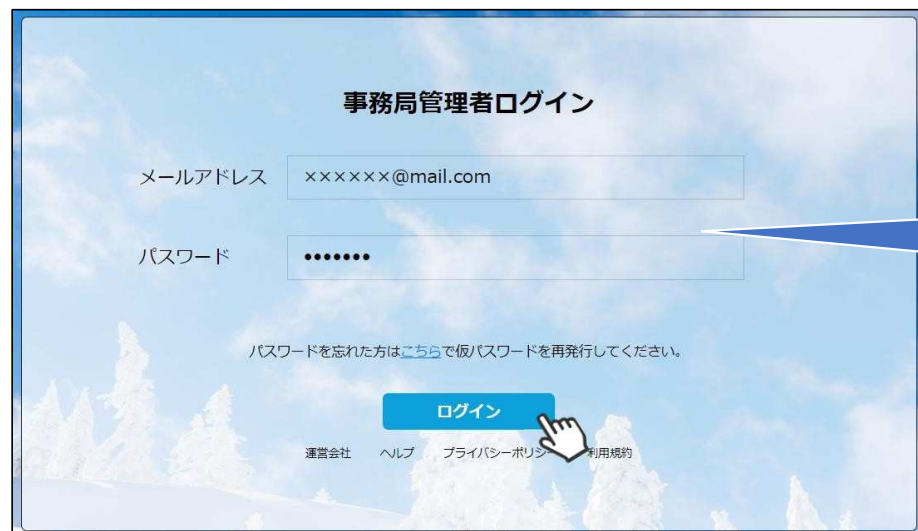 事務局管理者ログイン
メールアドレス ××××××@mail.com
パスワード •••••••
パスワードを忘れた方はこちらで仮パスワードを再発行してください。
ログイン
運営会社 ヘルプ プライバシーポリシー 利用規約